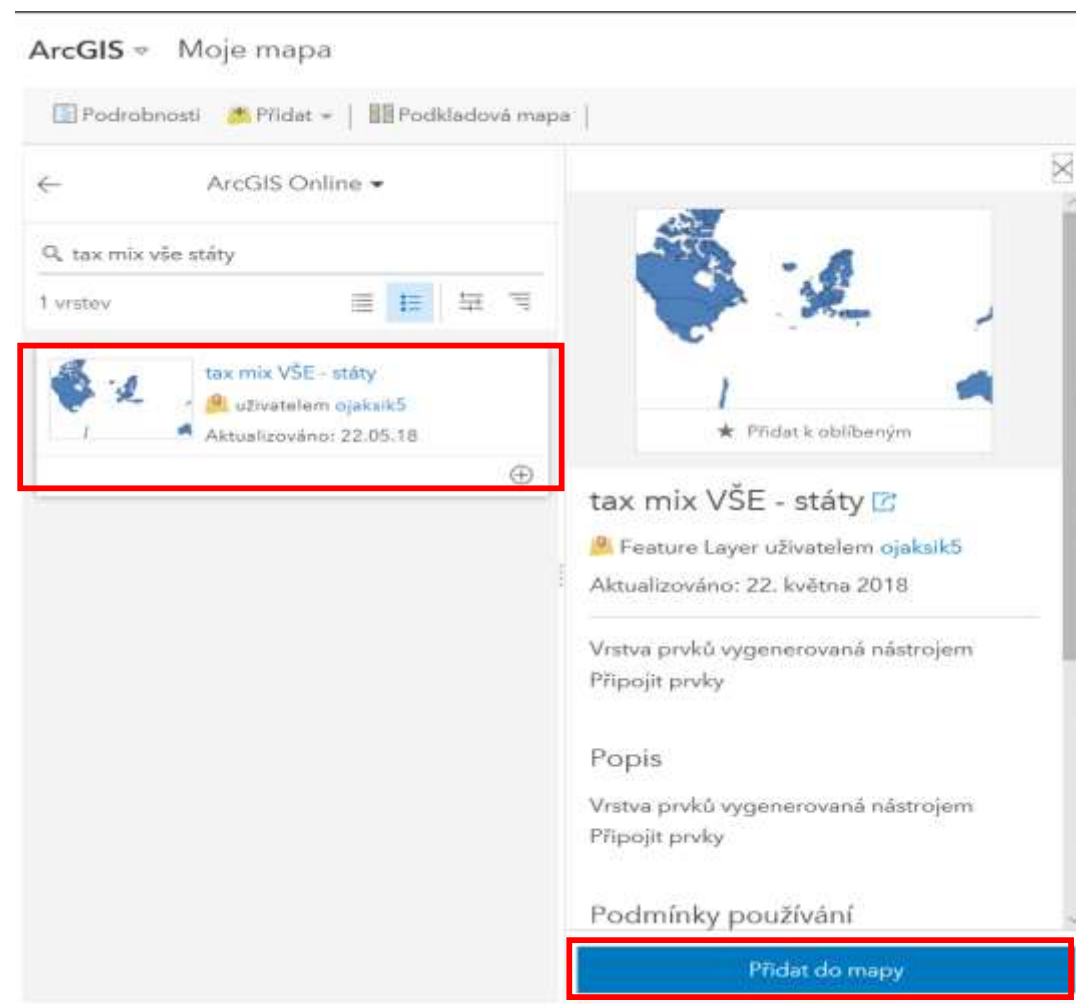 ArcGIS Moje mapa
Podrobnosti Přidat Podkladová mapa
ArcGIS Online
tax mix vše státy
1 vrstev
tax mix VŠE - státy
uživatelem ojaksik5
Aktualizováno: 22.05.18
Přidat k oblíbeným
tax mix VŠE - státy
Feature Layer uživatelem ojaksik5
Aktualizováno: 22. května 2018
Vrstva prvků vygenerovaná nástrojem
Připojit prvky
Popis
Vrstva prvků vygenerovaná nástrojem
Připojit prvky
Podmínky používání
Přidat do mapy